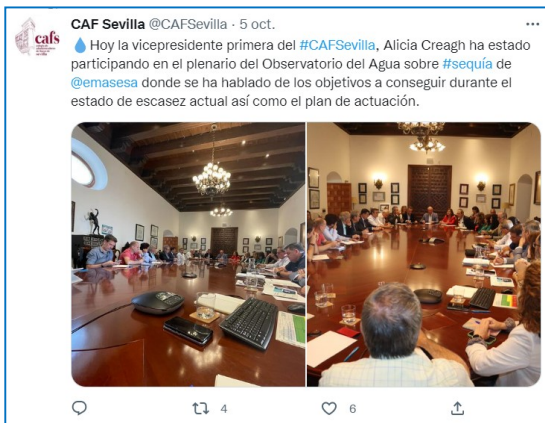 CAF Sevilla @CAFSevilla · 5 oct.
💧Hoy la vicepresidente primera del #CAFSevilla, Alicia Creagh ha estado
participando en el plenario del Observatorio del Agua sobre #sequía de
@emasesa donde se ha hablado de los objetivos a conseguir durante el
estado de escasez actual así como el plan de actuación.
cafs
4
6